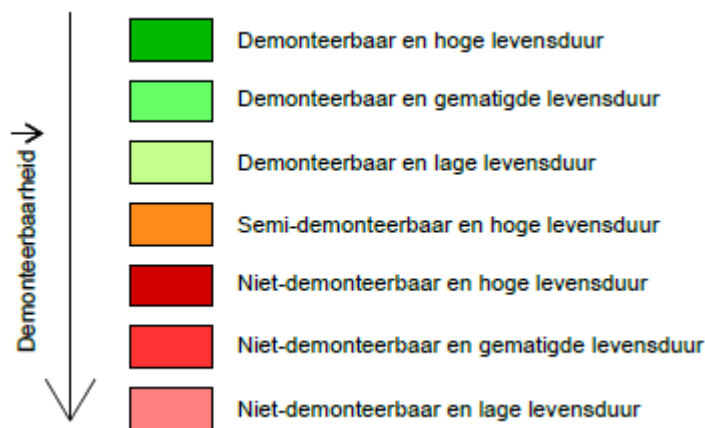 Demonteerbaarheid
Demonteerbaar en hoge levensduur
Demonteerbaar en gematigde levensduur
Demonteerbaar en lage levensduur
Semi-demonteerbaar en hoge levensduur
Niet-demonteerbaar en hoge levensduur
Niet-demonteerbaar en gematigde levensduur
Niet-demonteerbaar en lage levensduur